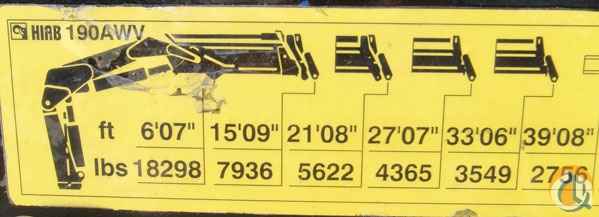 HIAB 190AWV
ft 6'07" 15'09" 21'08" 27'07" 33'06" 39'08"
lbs 18298 7936 5622 4365 3549 2756